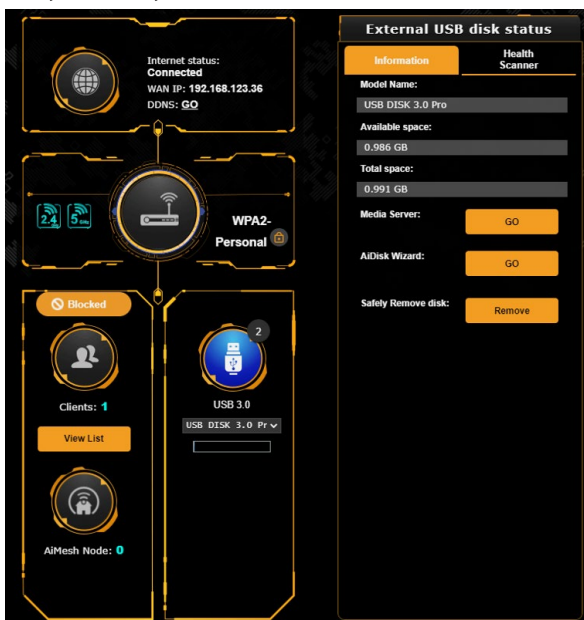 Internet status:
Connected
WAN IP: 192.168.123.36
DDNS: GO
2.4
5 GHz
WPA2-
Personal
Blocked
Clients: 1
View List
AiMesh Node: 0
2
USB 3.0
USB DISK 3.0 Pr
External USB disk status
Information
Health
Scanner
Model Name:
USB DISK 3.0 Pro
Available space:
0.986 GB
Total space:
0.991 GB
Media Server:
GO
AiDisk Wizard:
GO
Safely Remove disk:
Remove